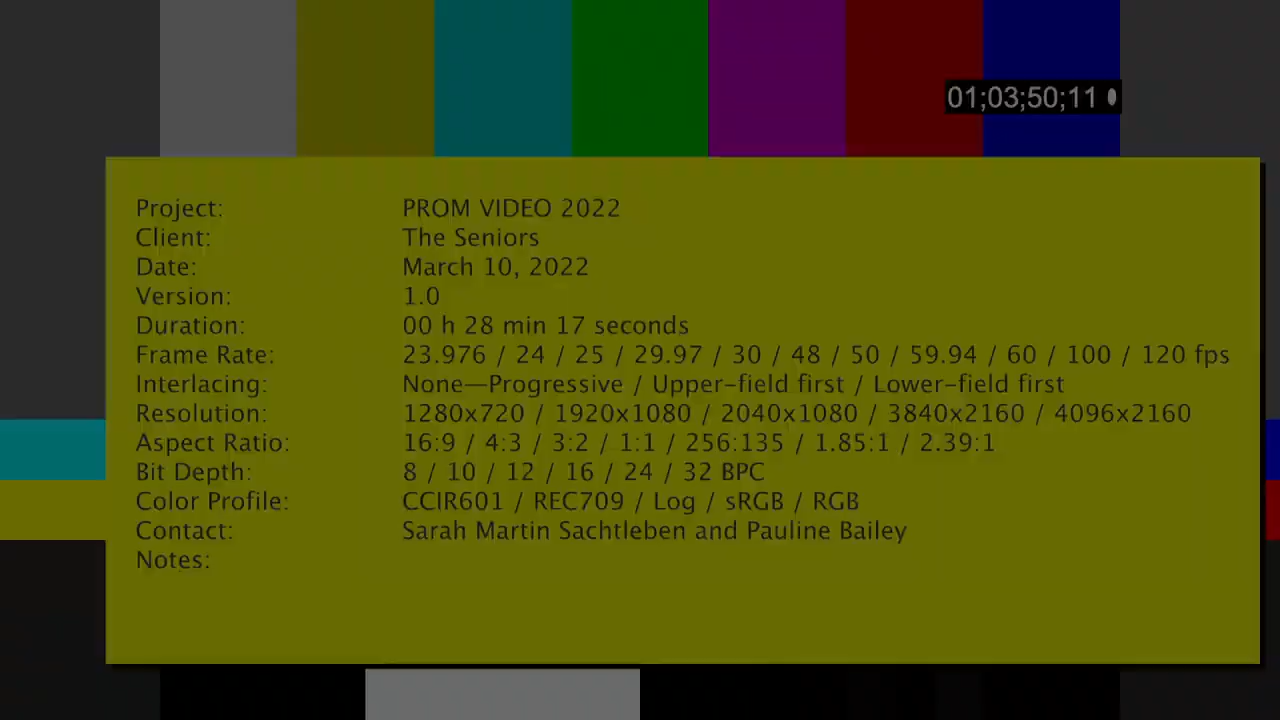 01;03;50;11
Project: PROM VIDEO 2022
Client: The Seniors
Date: March 10, 2022
Version: 1.0
Duration: 00 h 28 min 17 seconds
Frame Rate: 23.976 / 24 / 25 / 29.97 / 30 / 48 / 50 / 59.94 / 60 / 100 / 120 fps
Interlacing: None—Progressive / Upper-field first / Lower-field first
Resolution: 1280x720 / 1920x1080 / 2040x1080 / 3840x2160 / 4096x2160
Aspect Ratio: 16:9 / 4:3 / 3:2 / 1:1 / 256:135 / 1.85:1 / 2.39:1
Bit Depth: 8 / 10 / 12 / 16 / 24 / 32 BPC
Color Profile: CCIR601 / REC709 / Log / sRGB / RGB
Contact: Sarah Martin Sachtleben and Pauline Bailey
Notes: